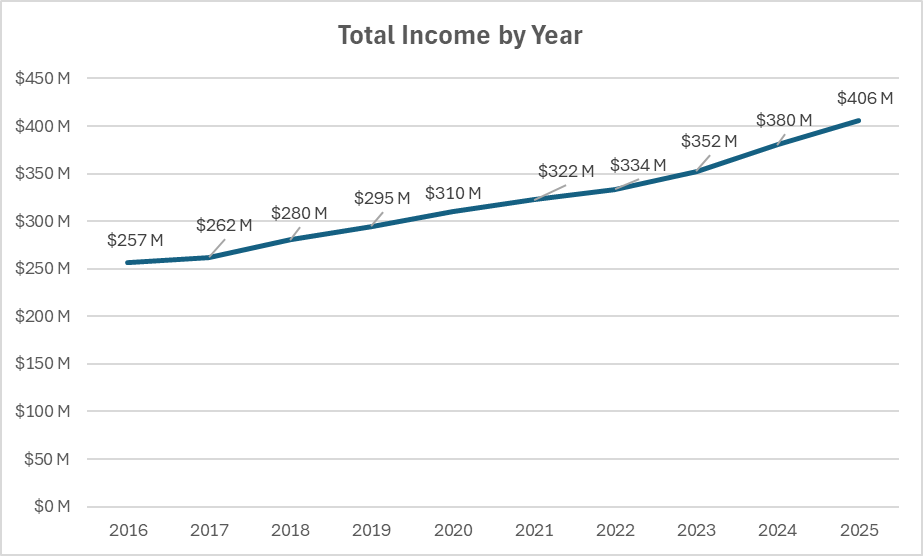 Total Income by Year
$450 M
$400 M
$350 M
$300 M
$250 M
$200 M
$150 M
$100 M
$50 M
$0 M
$257 M
$262 M
$280 M
$295 M
$310 M
$322 M
$334 M
$352 M
$380 M
$406 M
2016 2017 2018 2019 2020 2021 2022 2023 2024 2025